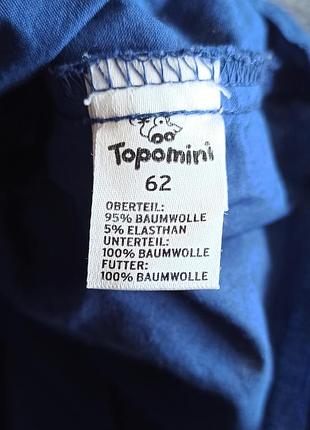 Topomini
62
OBERTEIL:
95% BAUMWOLLE
5% ELASTHAN
UNTERTEIL:
100% BAUMWOLLE
FUTTER:
100% BAUMWOLLE